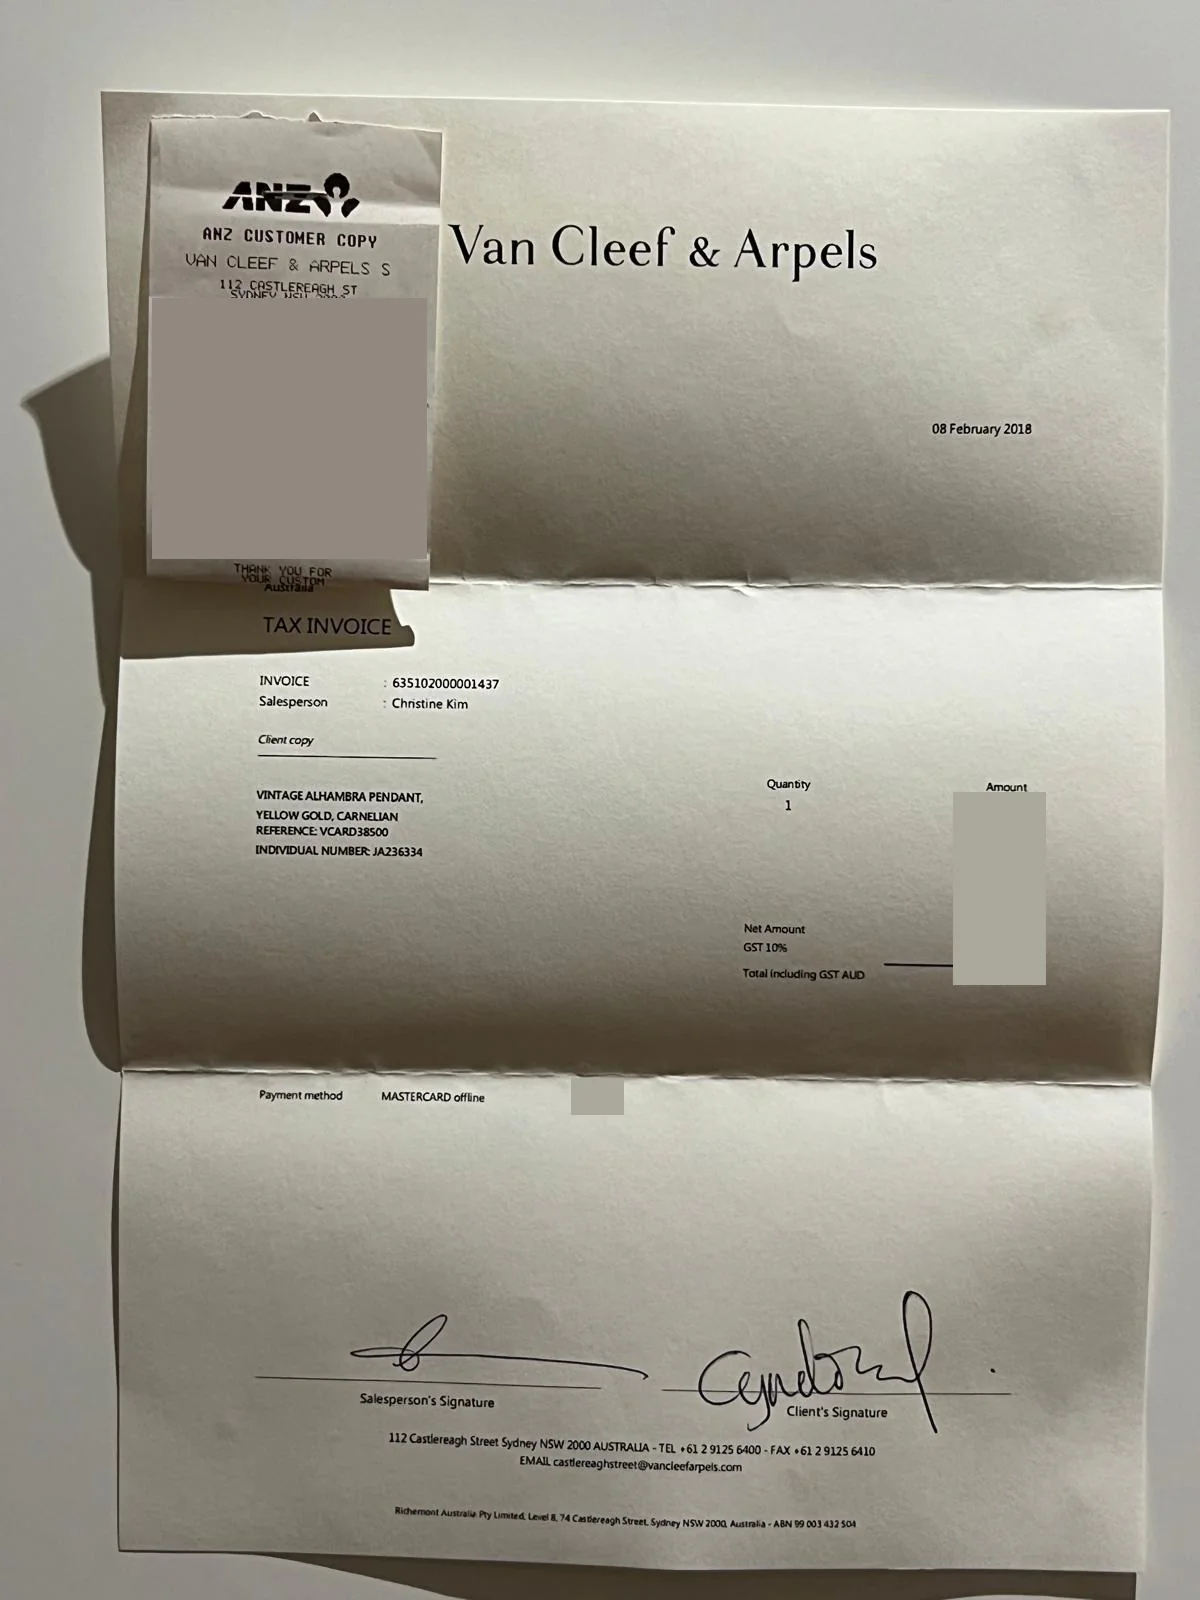 ANZ
ANZ CUSTOMER COPY
VAN CLEEF & ARPELS S
112 CASTLEREAGH ST
SYDNEY NSW
THANK YOU FOR
YOUR CUSTOM
Van Cleef & Arpels
08 February 2018
Australia
TAX INVOICE
INVOICE : 635102000001437
Salesperson : Christine Kim
Client copy
Quantity Amount
VINTAGE ALHAMBRA PENDANT, 1
YELLOW GOLD, CARNELIAN
REFERENCE: VCARD38500
INDIVIDUAL NUMBER: JA236334
Net Amount
GST 10%
Total Including GST AUD
Payment method MASTERCARD offline
Salesperson's Signature
Client's Signature
112 Castlereagh Street Sydney NSW 2000 AUSTRALIA - TEL +61 2 9125 6400 - FAX +61 2 9125 6410
EMAIL castlereaghstreet@vancleefarpels.com
Richemont Australia Pty Limited, Level 8, 74 Castlereagh Street, Sydney NSW 2000, Australia - ABN 99 003 432 504